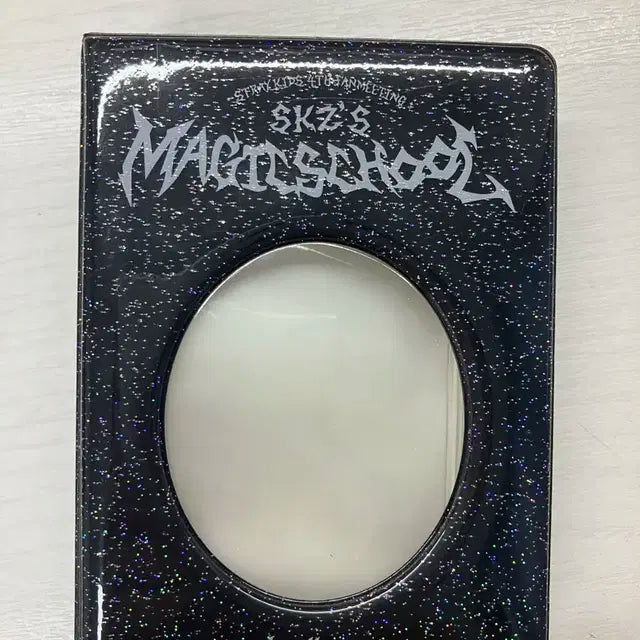 STRAY KIDS 4TH FANMEETING
SKZ'S
MAGIC SCHOOL